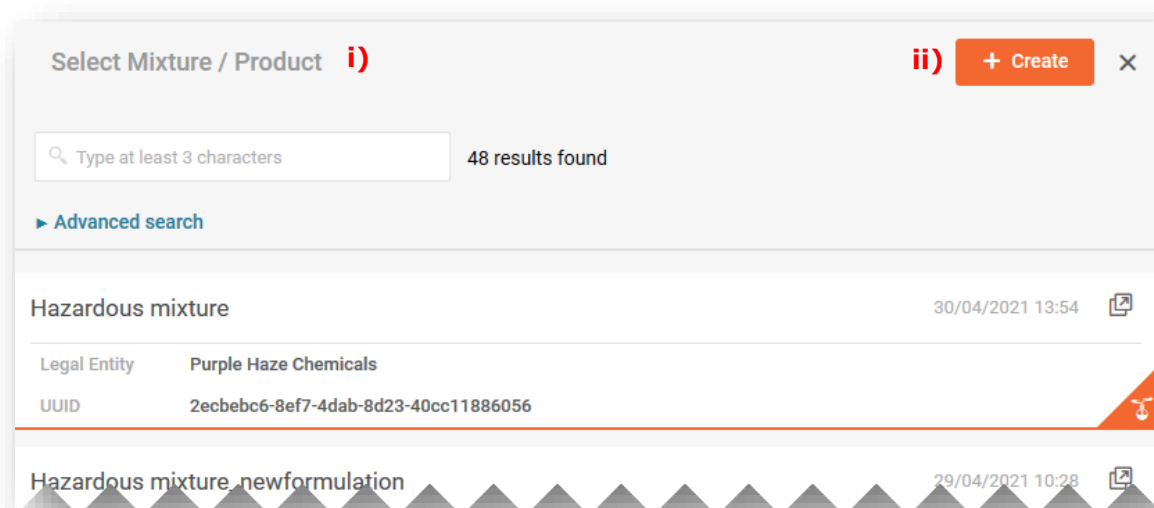 Select Mixture / Product i) ii) + Create ×
Type at least 3 characters 48 results found
► Advanced search
Hazardous mixture 30/04/2021 13:54
Legal Entity Purple Haze Chemicals
UUID 2ecbebc6-8ef7-4dab-8d23-40cc11886056
Hazardous mixture_newformulation 29/04/2021 10:28